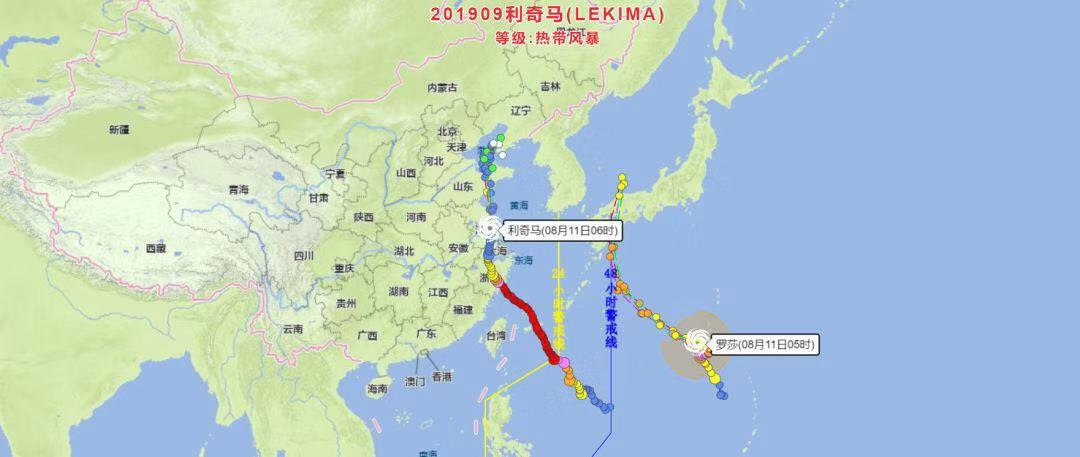 201909利奇马(LEKIMA)
等级:热带风暴
黑龙江
吉林
内蒙古
辽宁
新疆
北京
天津
河北
宁夏
山西
山东
青海
甘肃
黄海
陕西
河南
利奇马(08月11日06时)
西藏
四川
湖北
安徽
上海
东海
重庆
浙
24小时警戒线
48小时警戒线
贵州
湖南
江西
福建
云南
广西
广东
台湾
罗莎(08月11日05时)
澳门
香港
海南
南海